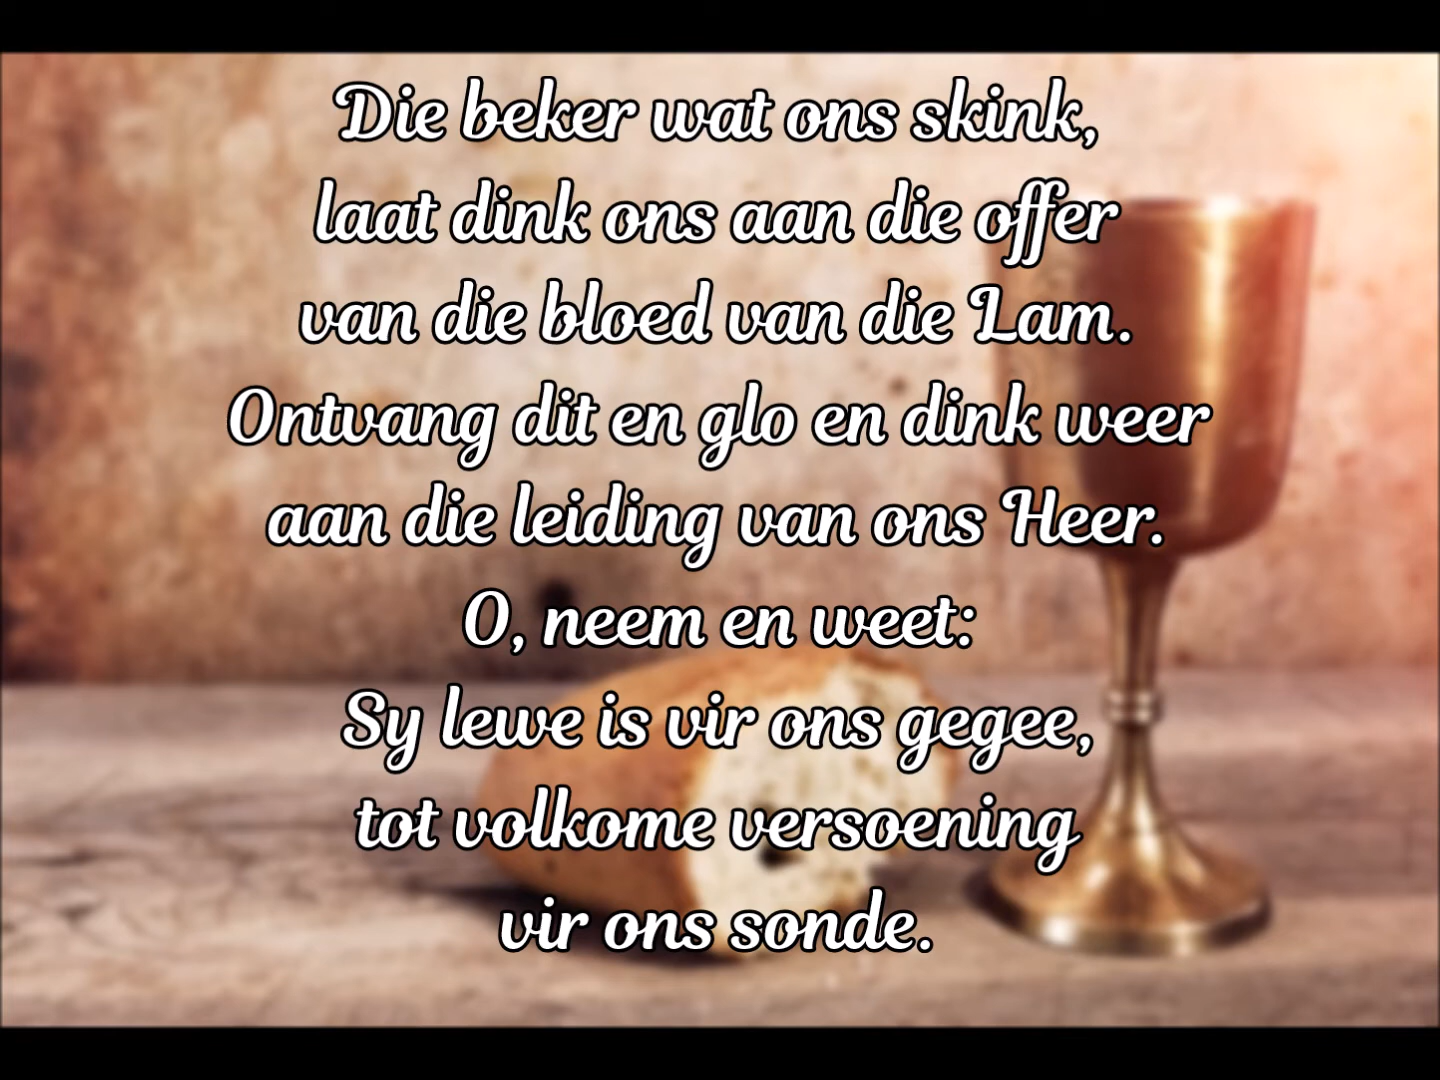 Die beker wat ons skink,
laat dink ons aan die offer
van die bloed van die Lam.
Ontvang dit en glo en dink weer
aan die leiding van ons Heer.
O, neem en weet:
Sy lewe is vir ons gegee,
tot volkome versoening
vir ons sonde.